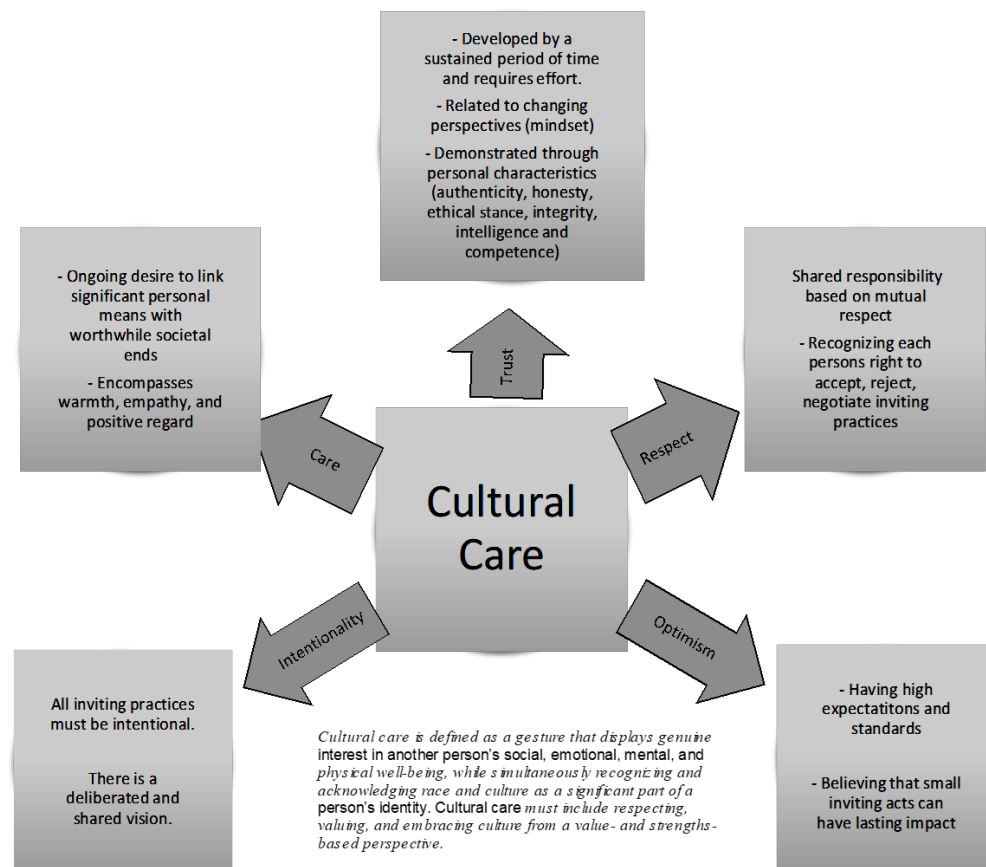 - Developed by a
sustained period of time
and requires effort.
- Related to changing
perspectives (mindset)
- Demonstrated through
personal characteristics
(authenticity, honesty,
ethical stance, integrity,
intelligence and
competence)
- Ongoing desire to link
significant personal
means with
worthwhile societal
ends
- Encompasses
warmth, empathy, and
positive regard
Shared responsibility
based on mutual
respect
- Recognizing each
persons right to
accept, reject,
negotiate inviting
practices
Trust
Care
Respect
Cultural
Care
Intentionality
Optimism
All inviting practices
must be intentional.
There is a
deliberated and
shared vision.
- Having high
expectatitons and
standards
- Believing that small
inviting acts can
have lasting impact
Cultural care is defined as a gesture that displays genuine
interest in another person's social, emotional, mental, and
physical well-being, while simultaneously recognizing and
acknowledging race and culture as a significant part of a
person's identity. Cultural care must include respecting,
valuing, and embracing culture from a value- and strengths-
based perspective.